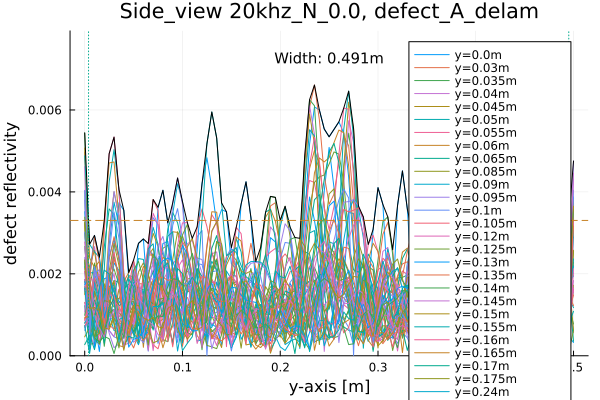 Side_view 20khz_N_0.0, defect_A_delam
Width: 0.491m
defect reflectivity
0.006
0.004
0.002
0.000
0.0
0.1
0.2
0.3
.5
y-axis [m]
y=0.0m
y=0.03m
y=0.035m
y=0.04m
y=0.045m
y=0.05m
y=0.055m
y=0.06m
y=0.065m
y=0.085m
y=0.09m
y=0.095m
y=0.1m
y=0.105m
y=0.12m
y=0.125m
y=0.13m
y=0.135m
y=0.14m
y=0.145m
y=0.15m
y=0.155m
y=0.16m
y=0.165m
y=0.17m
y=0.175m
y=0.24m